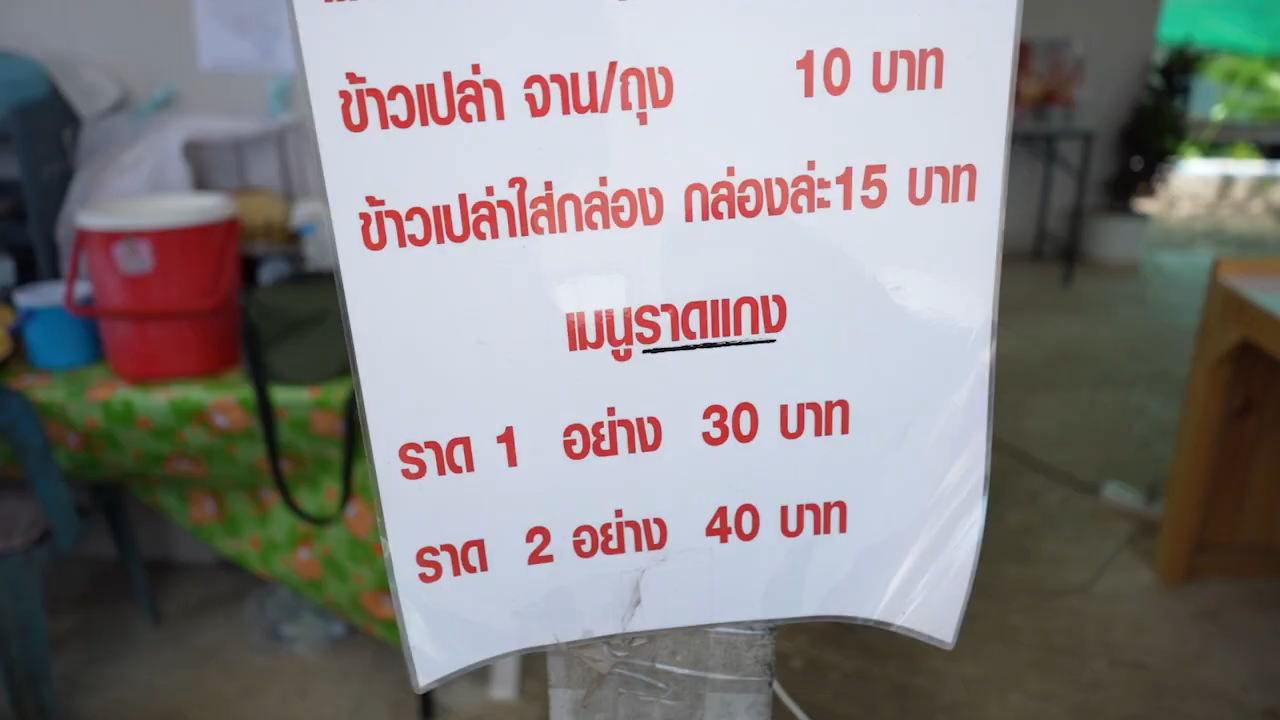 ข้าวเปล่า จาน/ถุง 10 บาท
ข้าวเปล่าใส่กล่อง กล่องล่ะ15 บาท
เมนูราดแกง
ราด 1 อย่าง 30 บาท
ราด 2 อย่าง 40 บาท